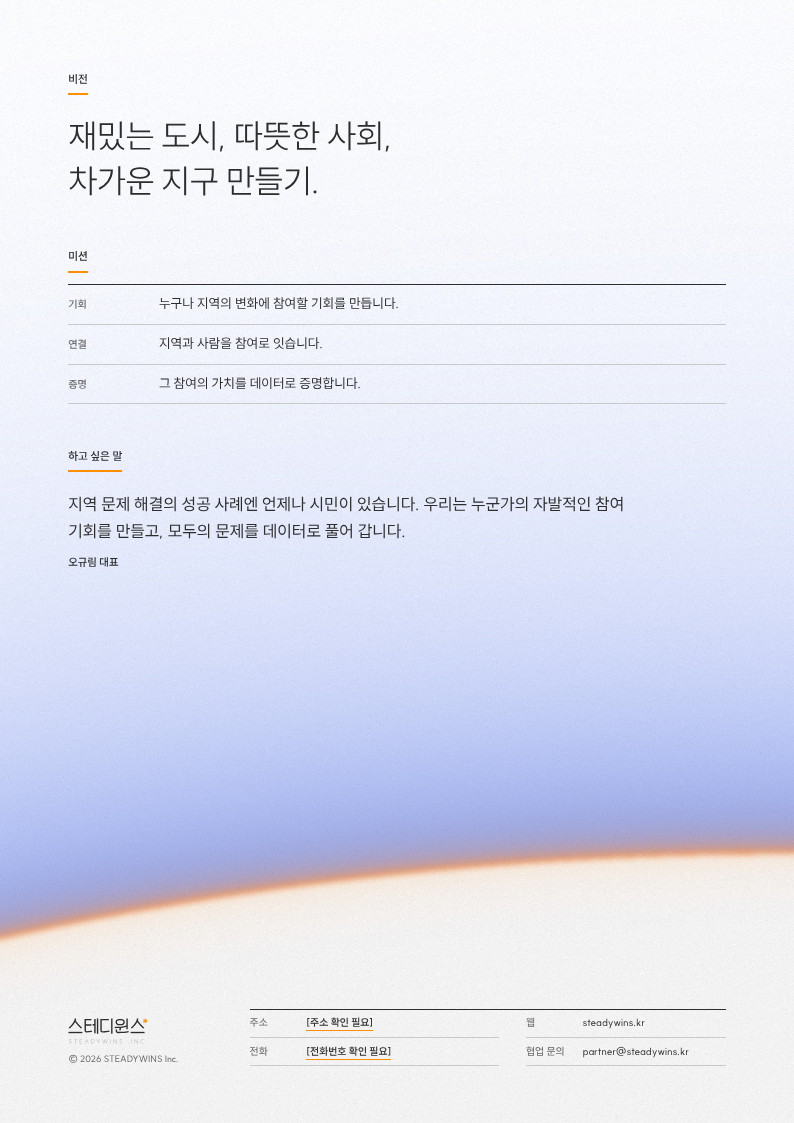 비전
재밌는 도시, 따뜻한 사회,
차가운 지구 만들기.
미션
기회 누구나 지역의 변화에 참여할 기회를 만듭니다.
연결 지역과 사람을 참여로 잇습니다.
증명 그 참여의 가치를 데이터로 증명합니다.
하고 싶은 말
지역 문제 해결의 성공 사례엔 언제나 시민이 있습니다. 우리는 누군가의 자발적인 참여
기회를 만들고, 모두의 문제를 데이터로 풀어 갑니다.
오규림 대표
스테디윈스
STEADYWINS .INC
© 2026 STEADYWINS Inc.
주소 [주소 확인 필요]
전화 [전화번호 확인 필요]
웹 steadywins.kr
협업 문의 partner@steadywins.kr